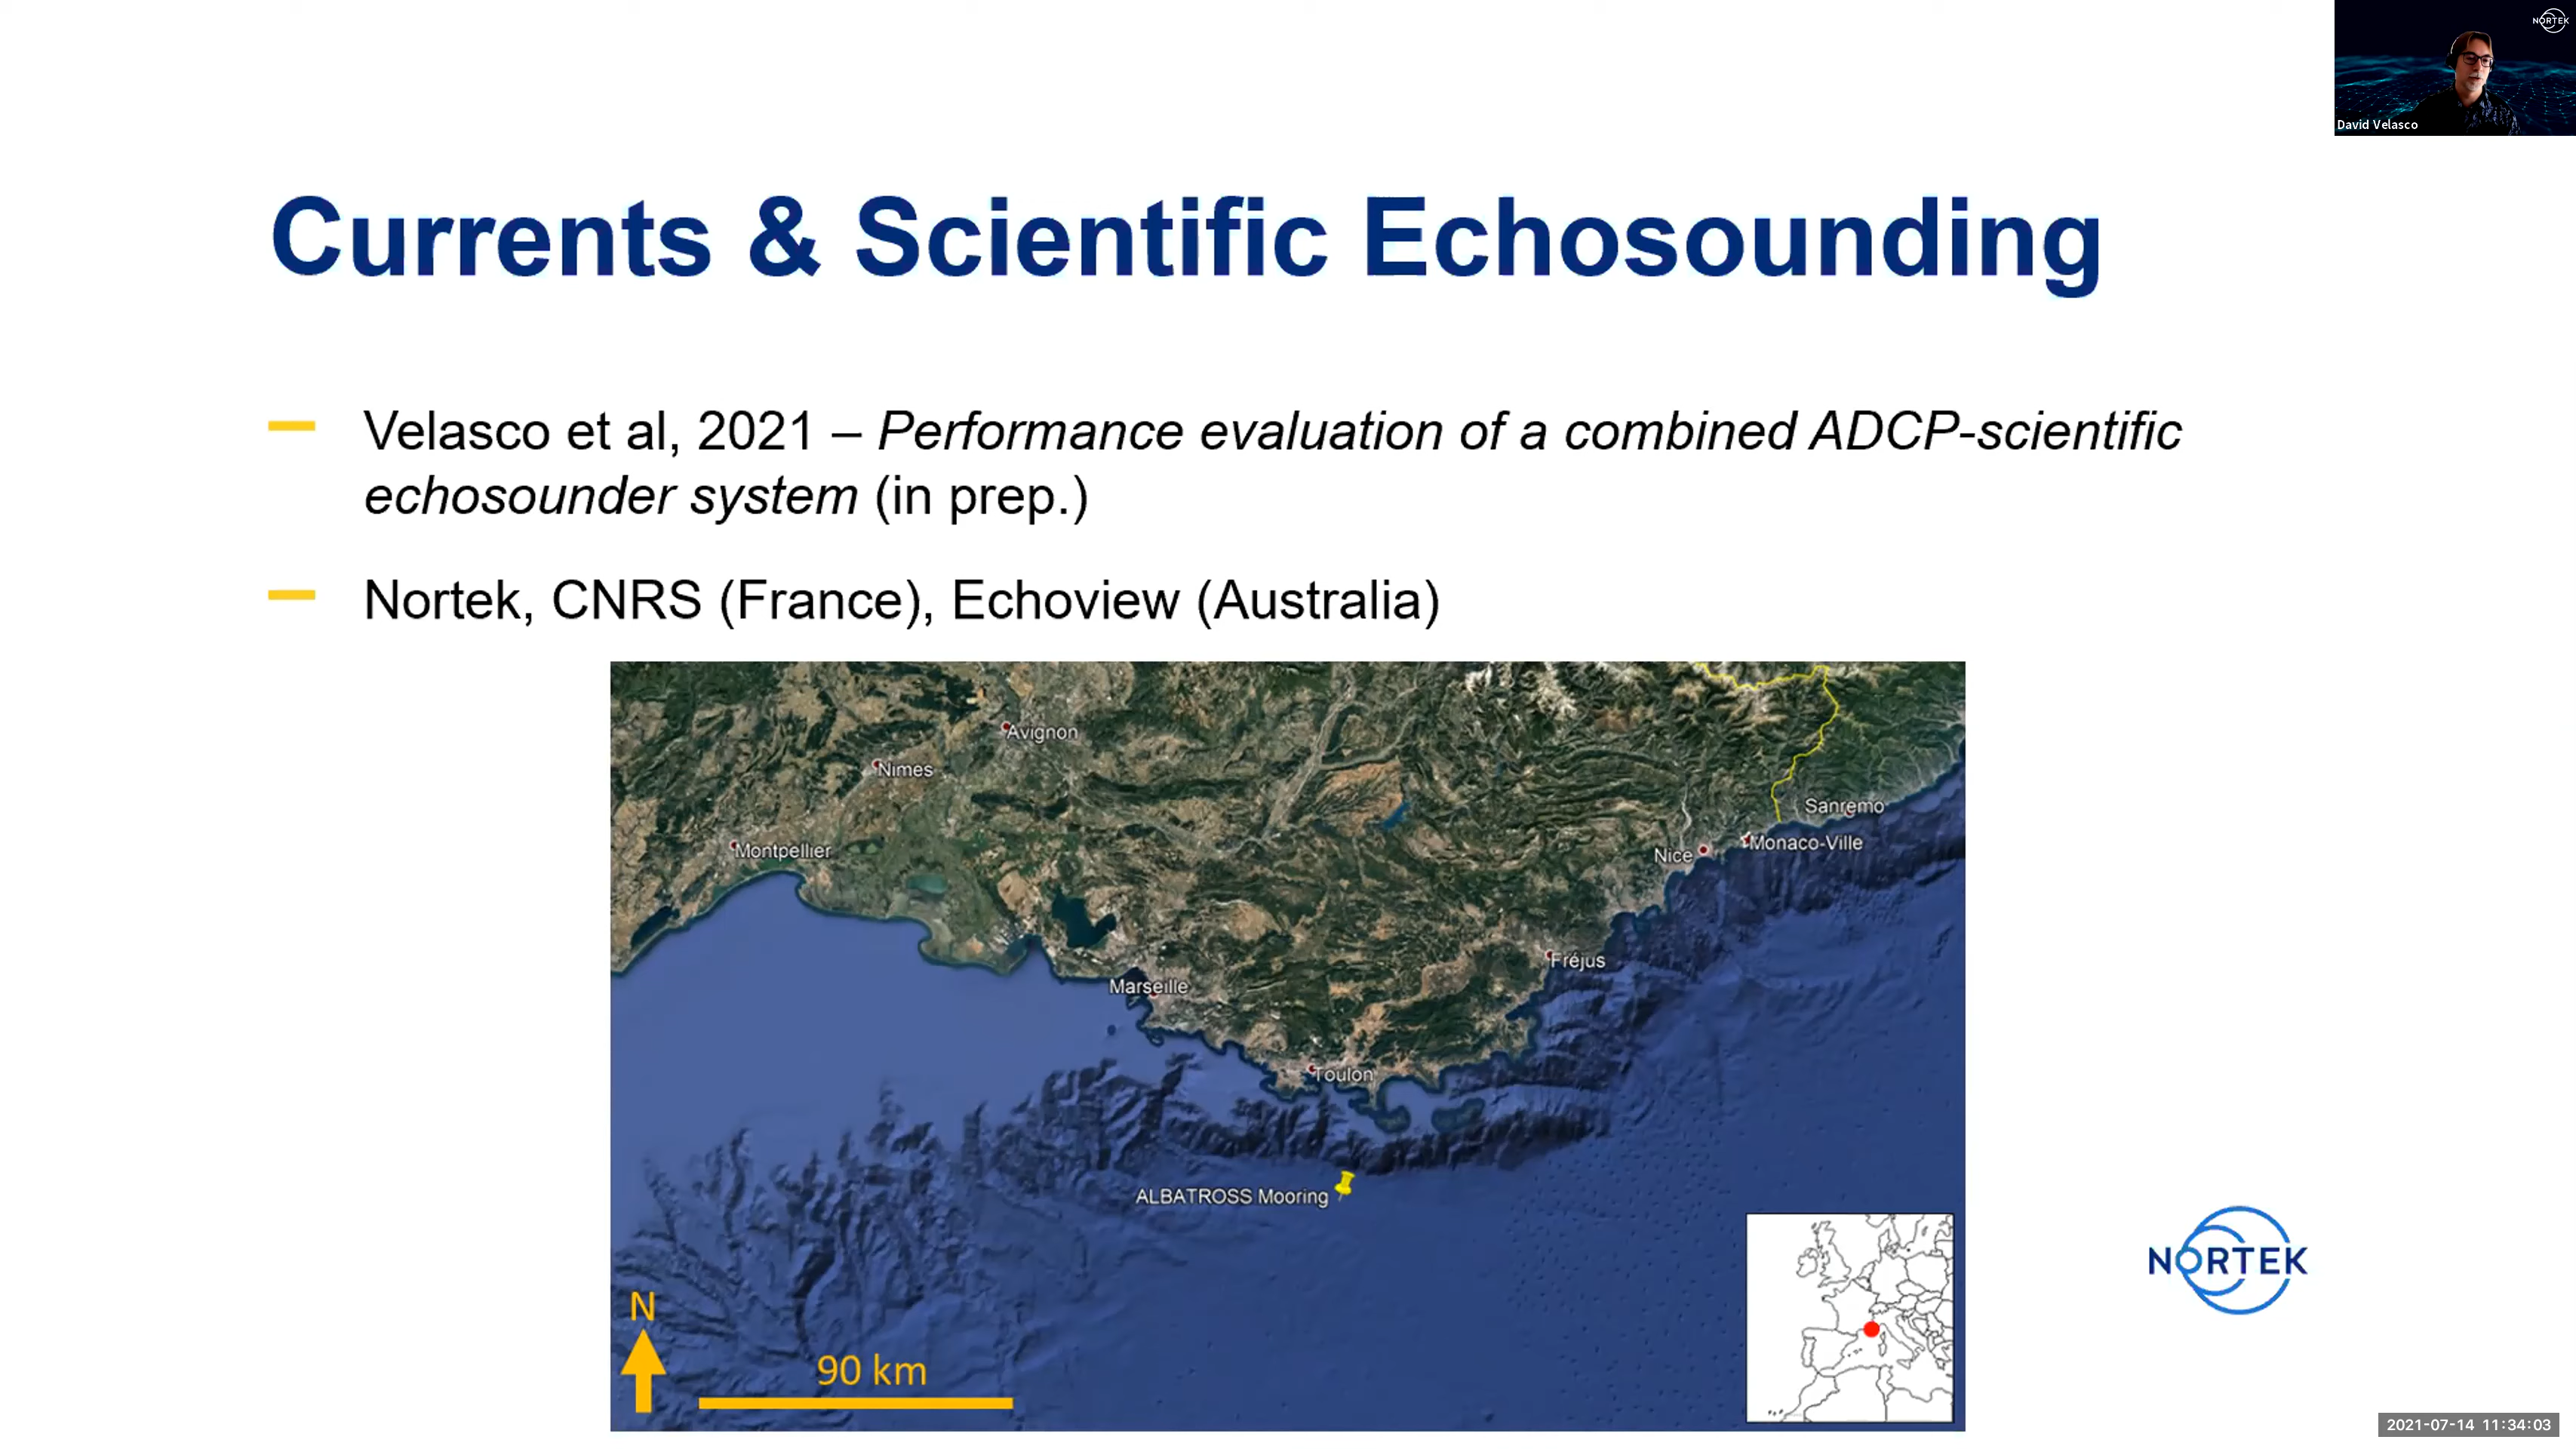 NORTEK
David Velasco
Currents & Scientific Echosounding
Velasco et al, 2021 – Performance evaluation of a combined ADCP-scientific
echosounder system (in prep.)
Nortek, CNRS (France), Echoview (Australia)
Avignon
Nimes
Sanremo
Montpellier
Monaco-Ville
Nice
Fréjus
Marseille
Toulon
ALBATROSS Mooring
N
90 km
NORTEK
2021-07-14 11:34:03